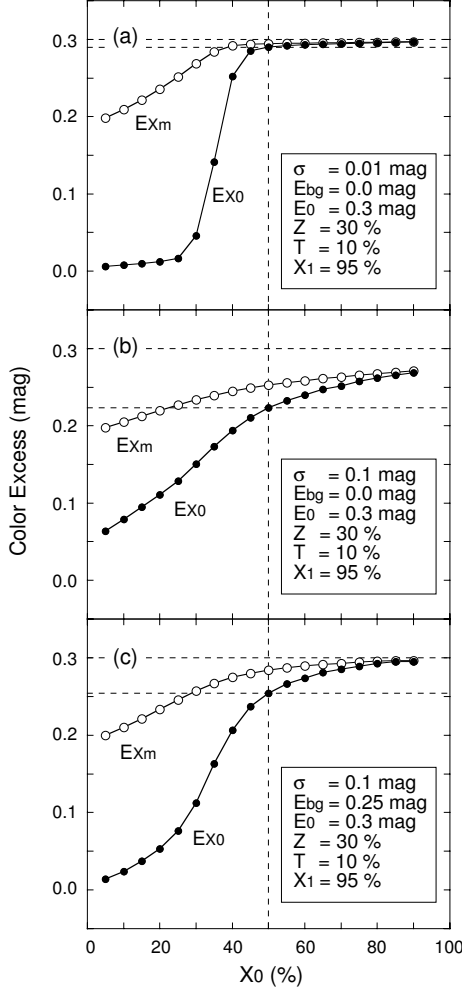 Color Excess (mag)
(a)
0.3
0.2
0.1
0.0
EXm
EX0
σ = 0.01 mag
Ebg = 0.0 mag
E0 = 0.3 mag
Z = 30 %
T = 10 %
X1 = 95 %
(b)
0.3
0.2
0.1
0.0
EXm
EX0
σ = 0.1 mag
Ebg = 0.0 mag
E0 = 0.3 mag
Z = 30 %
T = 10 %
X1 = 95 %
(c)
0.3
0.2
0.1
0.0
EXm
EX0
σ = 0.1 mag
Ebg = 0.25 mag
E0 = 0.3 mag
Z = 30 %
T = 10 %
X1 = 95 %
0 20 40 60 80 100
X0 (%)